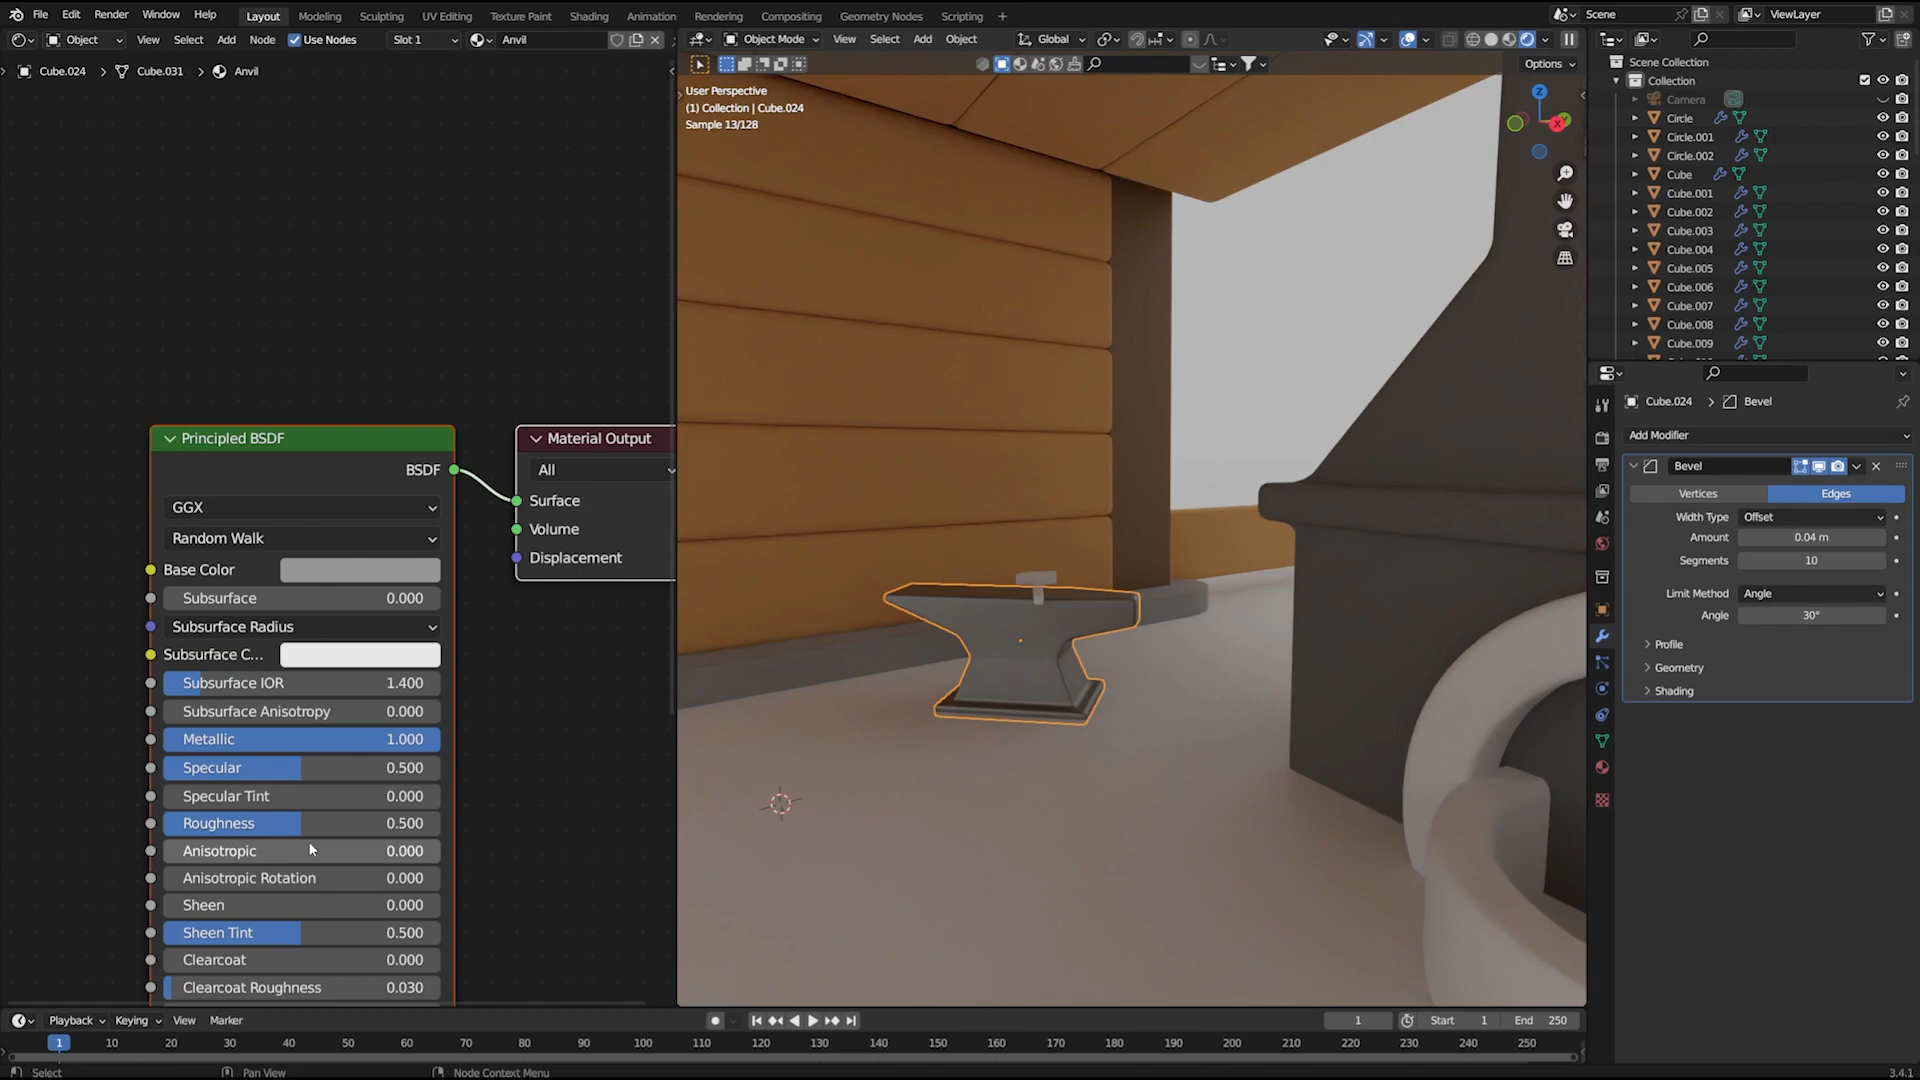 File Edit Render Window Help Layout Modeling Sculpting UV Editing Texture Paint Shading Animation Rendering Compositing Geometry Nodes Scripting + Scene ViewLayer
Object View Select Add Node Use Nodes Slot 1 Anvil Object Mode View Select Add Object Global
Cube.024 > Cube.031 > Anvil
Options
User Perspective
(1) Collection | Cube.024
Sample 13/128
Z
X
Scene Collection
Collection
Camera
Circle
Circle.001
Circle.002
Cube
Cube.001
Cube.002
Cube.003
Cube.004
Cube.005
Cube.006
Cube.007
Cube.008
Cube.009
Cube.024 > Bevel
Add Modifier
Bevel
Vertices Edges
Width Type Offset
Amount 0.04 m
Segments 10
Limit Method Angle
Angle 30°
Profile
Geometry
Shading
Principled BSDF
BSDF
GGX
Random Walk
Base Color
Subsurface 0.000
Subsurface Radius
Subsurface C...
Subsurface IOR 1.400
Subsurface Anisotropy 0.000
Metallic 1.000
Specular 0.500
Specular Tint 0.000
Roughness 0.500
Anisotropic 0.000
Anisotropic Rotation 0.000
Sheen 0.000
Sheen Tint 0.500
Clearcoat 0.000
Clearcoat Roughness 0.030
Material Output
All
Surface
Volume
Displacement
Playback Keying View Marker 1 Start 1 End 250
1 10 20 30 40 50 60 70 80 90 100 110 120 130 140 150 160 170 180 190 200 210 220 230 240 250
Select Pan View Node Context Menu 3.4.1